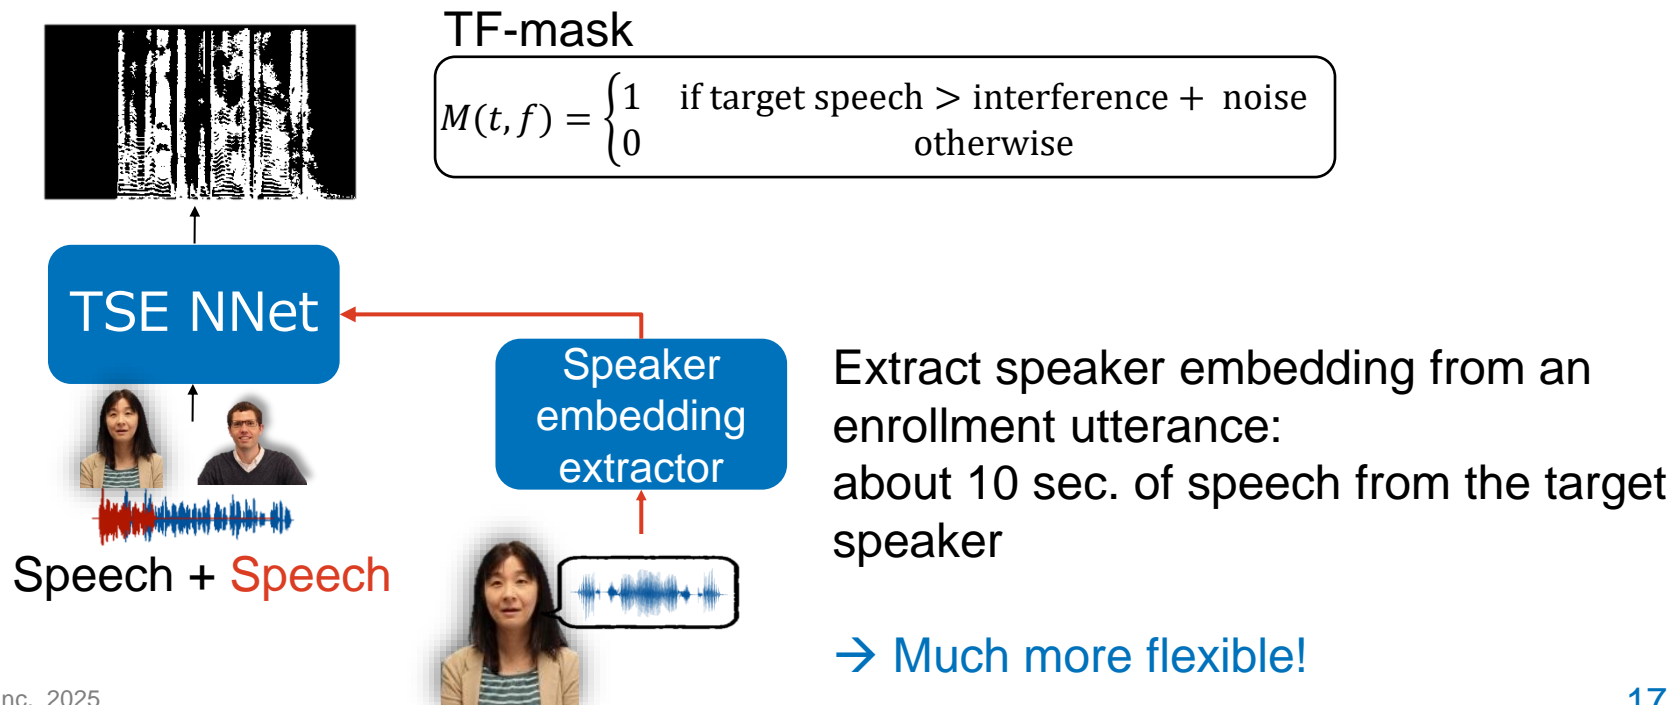 TF-mask
M(t, f) = {1 if target speech > interference + noise
0 otherwise
TSE NNet
Speaker
embedding
extractor
Extract speaker embedding from an
enrollment utterance:
about 10 sec. of speech from the target
speaker
Speech + Speech
→ Much more flexible!
nc. 2025
17